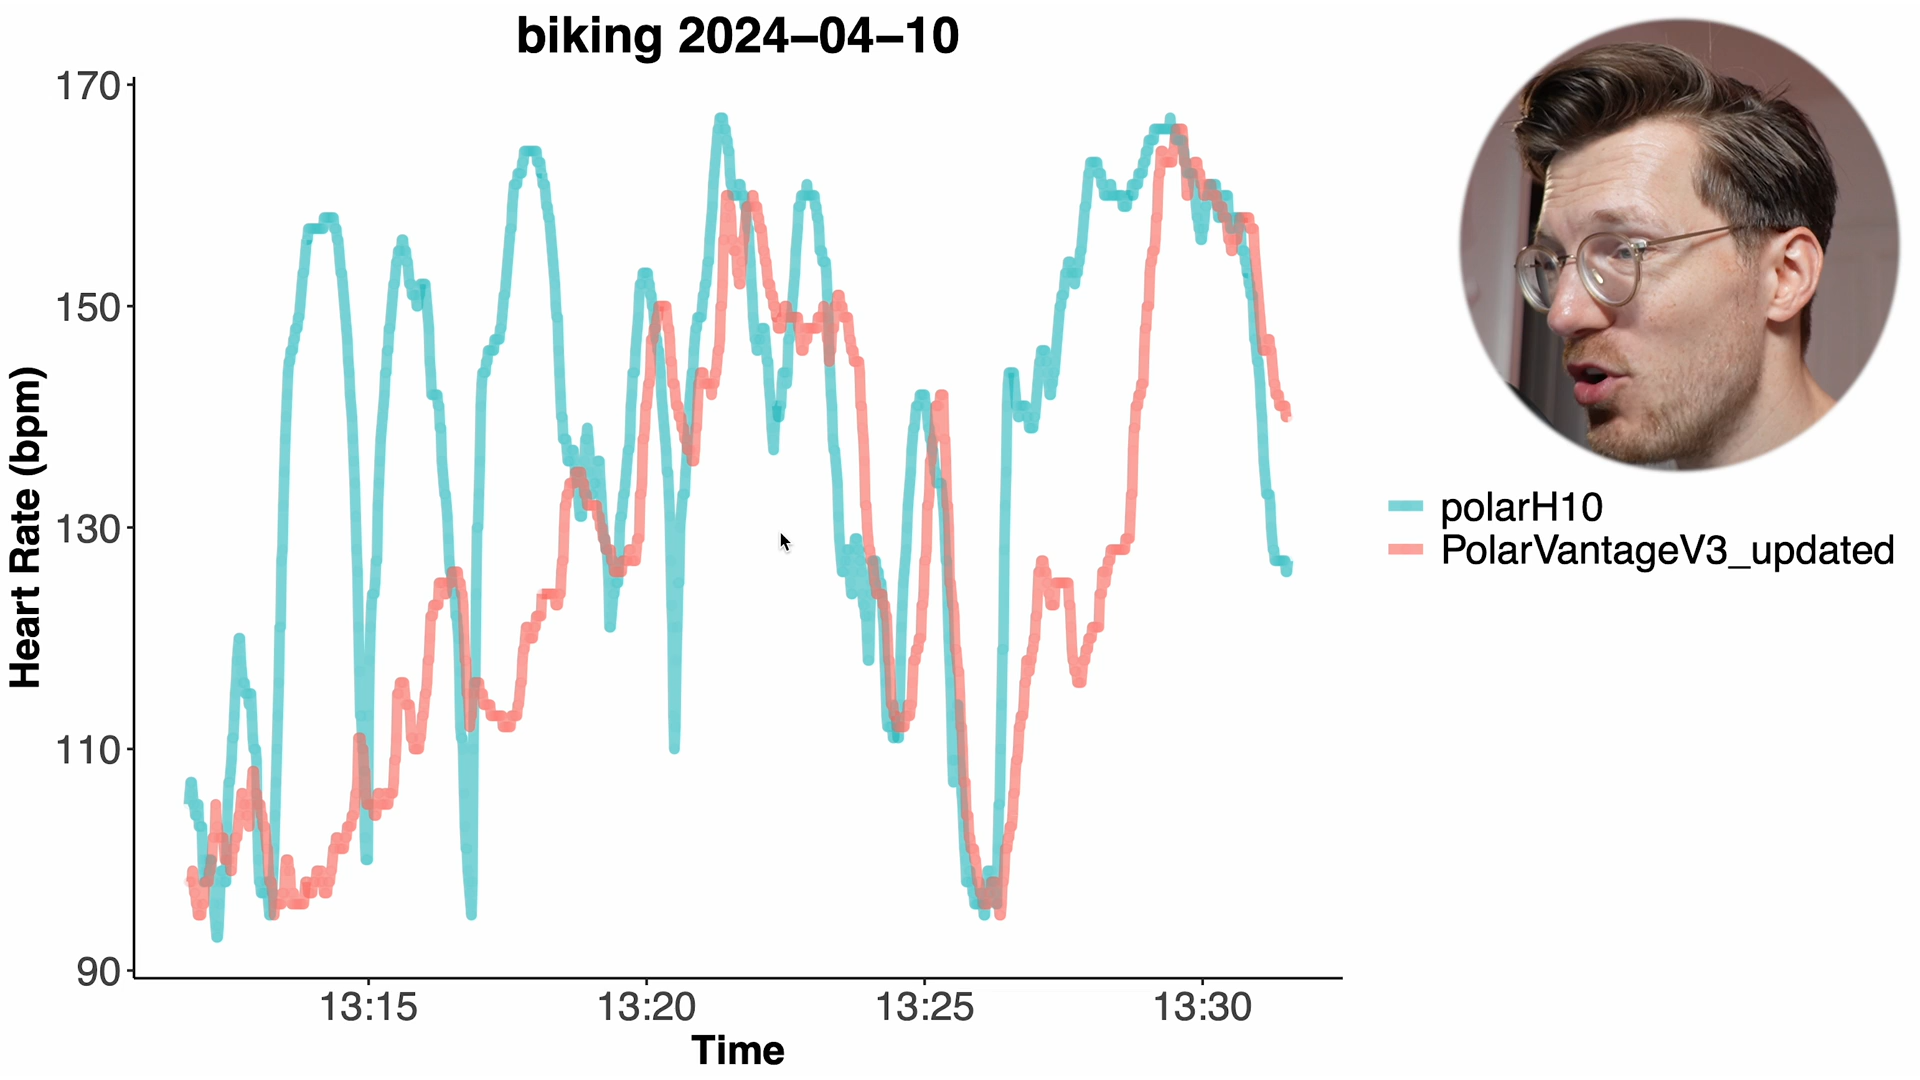 biking 2024–04–10
170
150
130
110
90
Heart Rate (bpm)
13:15
13:20
13:25
13:30
Time
polarH10
PolarVantageV3_updated